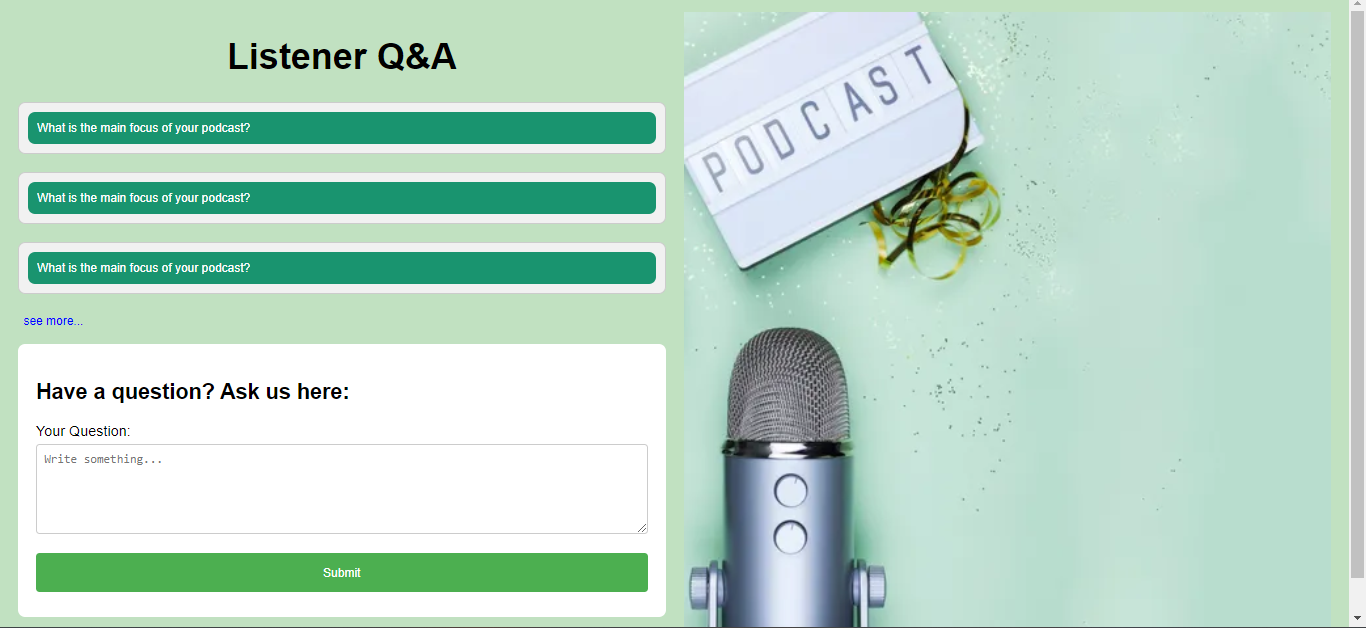 Listener Q&A
What is the main focus of your podcast?
What is the main focus of your podcast?
What is the main focus of your podcast?
see more...
Have a question? Ask us here:
Your Question:
Write something...
Submit
PODCAST